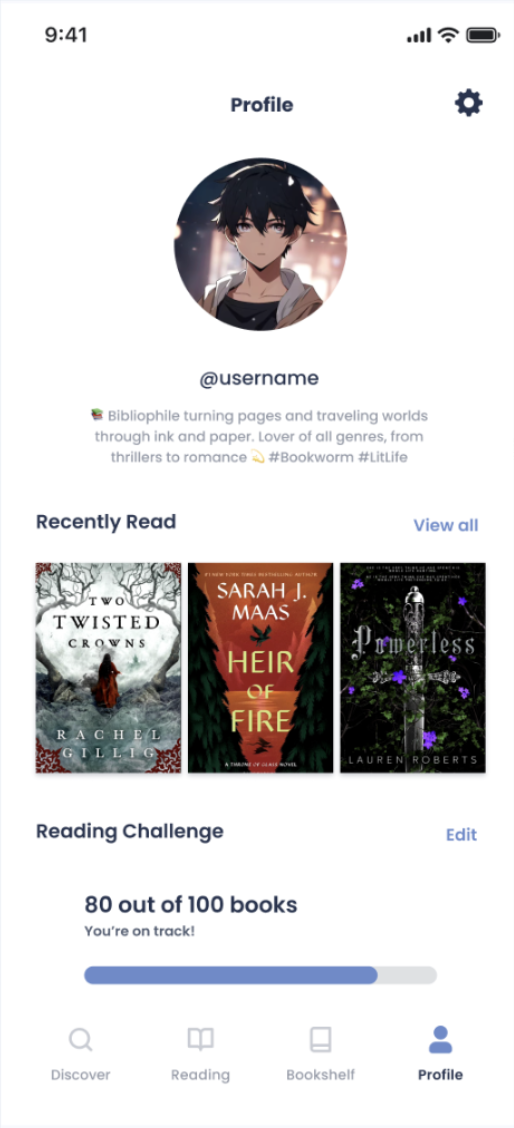 9:41
Profile
@username
📚 Bibliophile turning pages and traveling worlds
through ink and paper. Lover of all genres, from
thrillers to romance 💫 #Bookworm #LitLife
Recently Read
View all
TWO
TWISTED
CROWNS
RACHEL
GILLIG
#1 NEW YORK TIMES BESTSELLING AUTHOR
SARAH J.
MAAS
HEIR
OF
FIRE
A THRONE OF GLASS NOVEL
Powerless
LAUREN ROBERTS
Reading Challenge
Edit
80 out of 100 books
You're on track!
Discover
Reading
Bookshelf
Profile